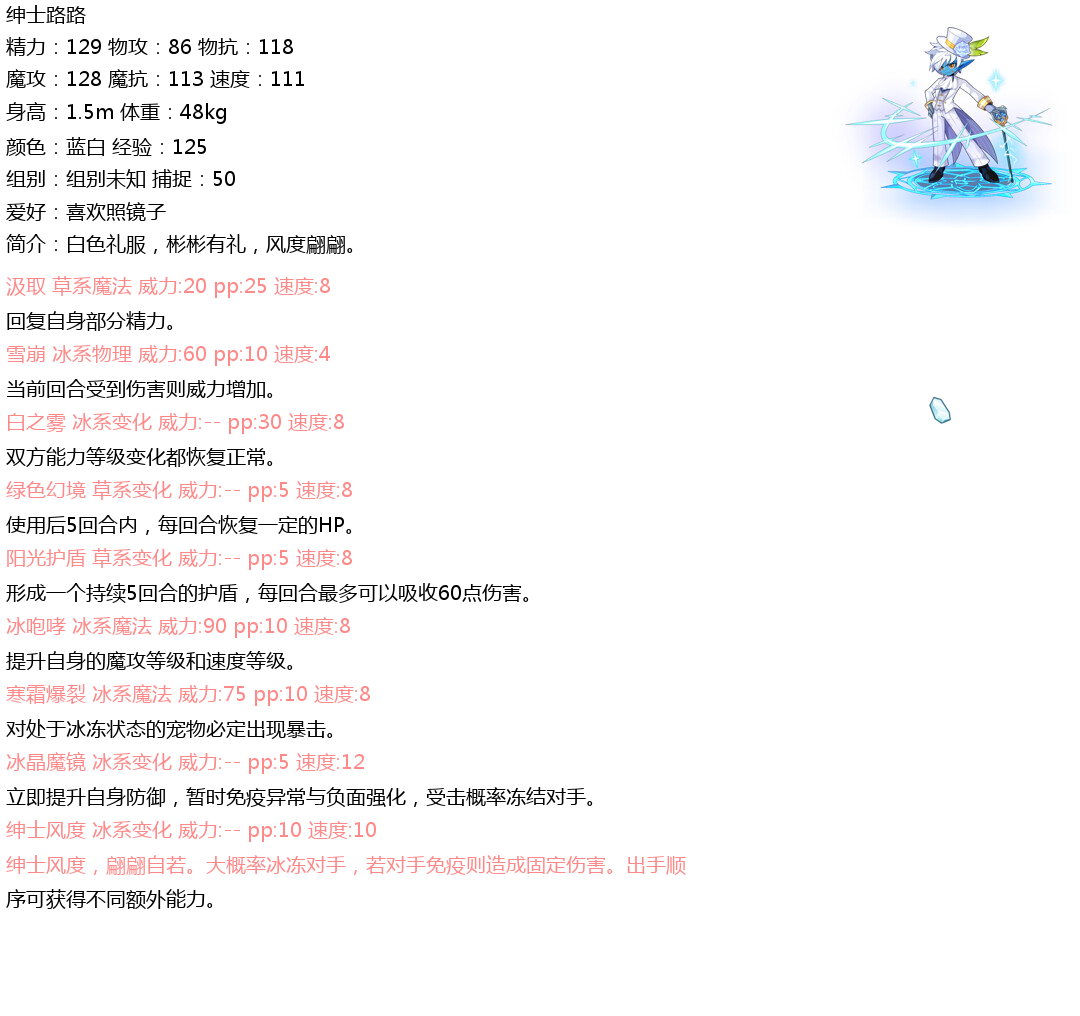 绅士路路
精力：129 物攻：86 物抗：118
魔攻：128 魔抗：113 速度：111
身高：1.5m 体重：48kg
颜色：蓝白 经验：125
组别：组别未知 捕捉：50
爱好：喜欢照镜子
简介：白色礼服，彬彬有礼，风度翩翩。
汲取 草系魔法 威力:20 pp:25 速度:8
回复自身部分精力。
雪崩 冰系物理 威力:60 pp:10 速度:4
当前回合受到伤害则威力增加。
白之雾 冰系变化 威力:-- pp:30 速度:8
双方能力等级变化都恢复正常。
绿色幻境 草系变化 威力:-- pp:5 速度:8
使用后5回合内，每回合恢复一定的HP。
阳光护盾 草系变化 威力:-- pp:5 速度:8
形成一个持续5回合的护盾，每回合最多可以吸收60点伤害。
冰咆哮 冰系魔法 威力:90 pp:10 速度:8
提升自身的魔攻等级和速度等级。
寒霜爆裂 冰系魔法 威力:75 pp:10 速度:8
对处于冰冻状态的宠物必定出现暴击。
冰晶魔镜 冰系变化 威力:-- pp:5 速度:12
立即提升自身防御，暂时免疫异常与负面强化，受击概率冻结对手。
绅士风度 冰系变化 威力:-- pp:10 速度:10
绅士风度，翩翩自若。大概率冰冻对手，若对手免疫则造成固定伤害。出手顺
序可获得不同额外能力。